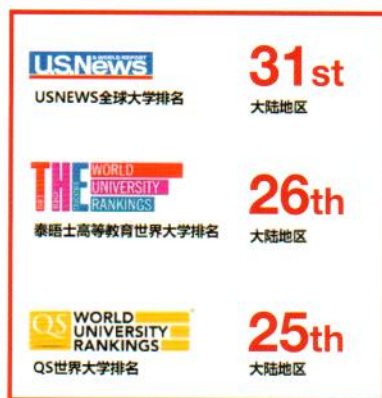 A WORLD REPORT
U.S.News
USNEWS全球大学排名
31st
大陆地区
THE
WORLD
UNIVERSITY
RANKINGS
泰晤士高等教育世界大学排名
26th
大陆地区
QS
WORLD
UNIVERSITY
RANKINGS
QS世界大学排名
25th
大陆地区